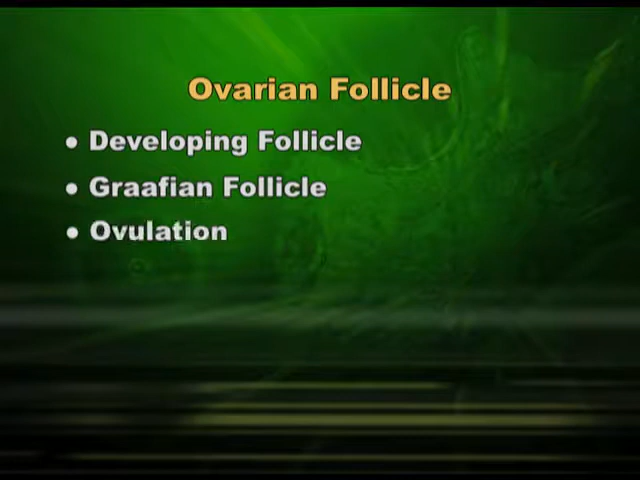 Ovarian Follicle
• Developing Follicle
• Graafian Follicle
• Ovulation